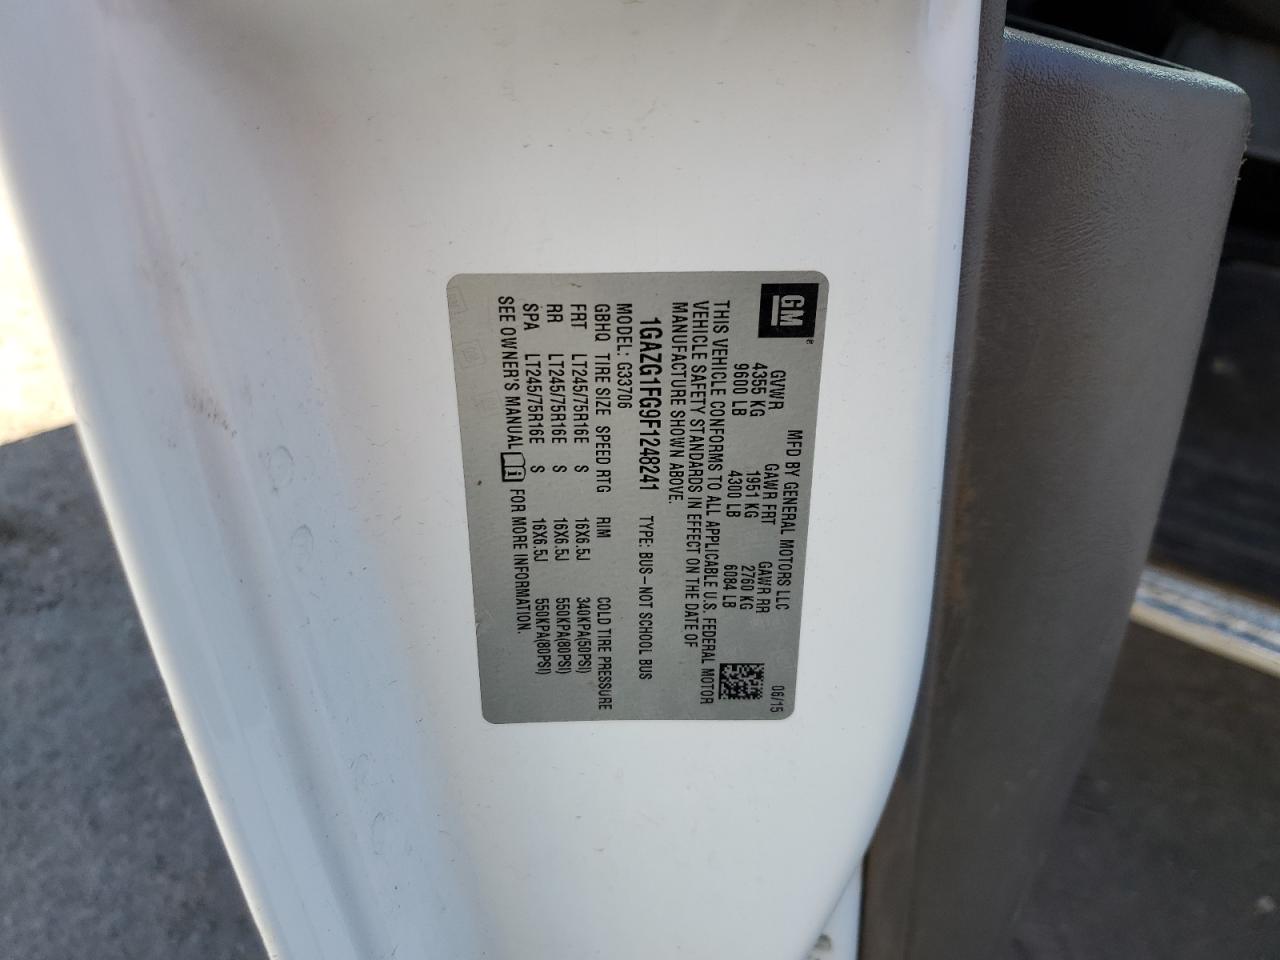 GM
MFD BY GENERAL MOTORS LLC 06/15
GVWR GAWR FRT GAWR RR
4355 KG 1951 KG 2760 KG
9600 LB 4300 LB 6084 LB
THIS VEHICLE CONFORMS TO ALL APPLICABLE U.S. FEDERAL MOTOR
VEHICLE SAFETY STANDARDS IN EFFECT ON THE DATE OF
MANUFACTURE SHOWN ABOVE.
1GAZG1FG9F1248241 TYPE: BUS-NOT SCHOOL BUS
MODEL: G33706
GBHQ TIRE SIZE SPEED RTG RIM COLD TIRE PRESSURE
FRT LT245/75R16E S 16X6.5J 340KPA(50PSI)
RR LT245/75R16E S 16X6.5J 550KPA(80PSI)
SPA LT245/75R16E S 16X6.5J 550KPA(80PSI)
SEE OWNER'S MANUAL FOR MORE INFORMATION.